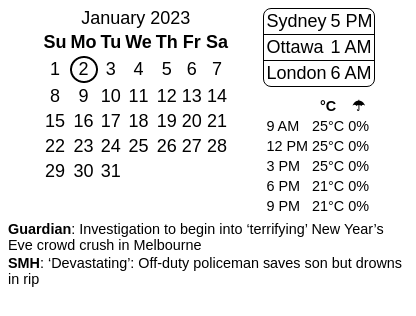 January 2023
Su Mo Tu We Th Fr Sa
1 2 3 4 5 6 7
8 9 10 11 12 13 14
15 16 17 18 19 20 21
22 23 24 25 26 27 28
29 30 31
Sydney 5 PM
Ottawa 1 AM
London 6 AM
°C ☂
9 AM 25°C 0%
12 PM 25°C 0%
3 PM 25°C 0%
6 PM 21°C 0%
9 PM 21°C 0%
Guardian: Investigation to begin into ‘terrifying’ New Year’s
Eve crowd crush in Melbourne
SMH: ‘Devastating’: Off-duty policeman saves son but drowns
in rip